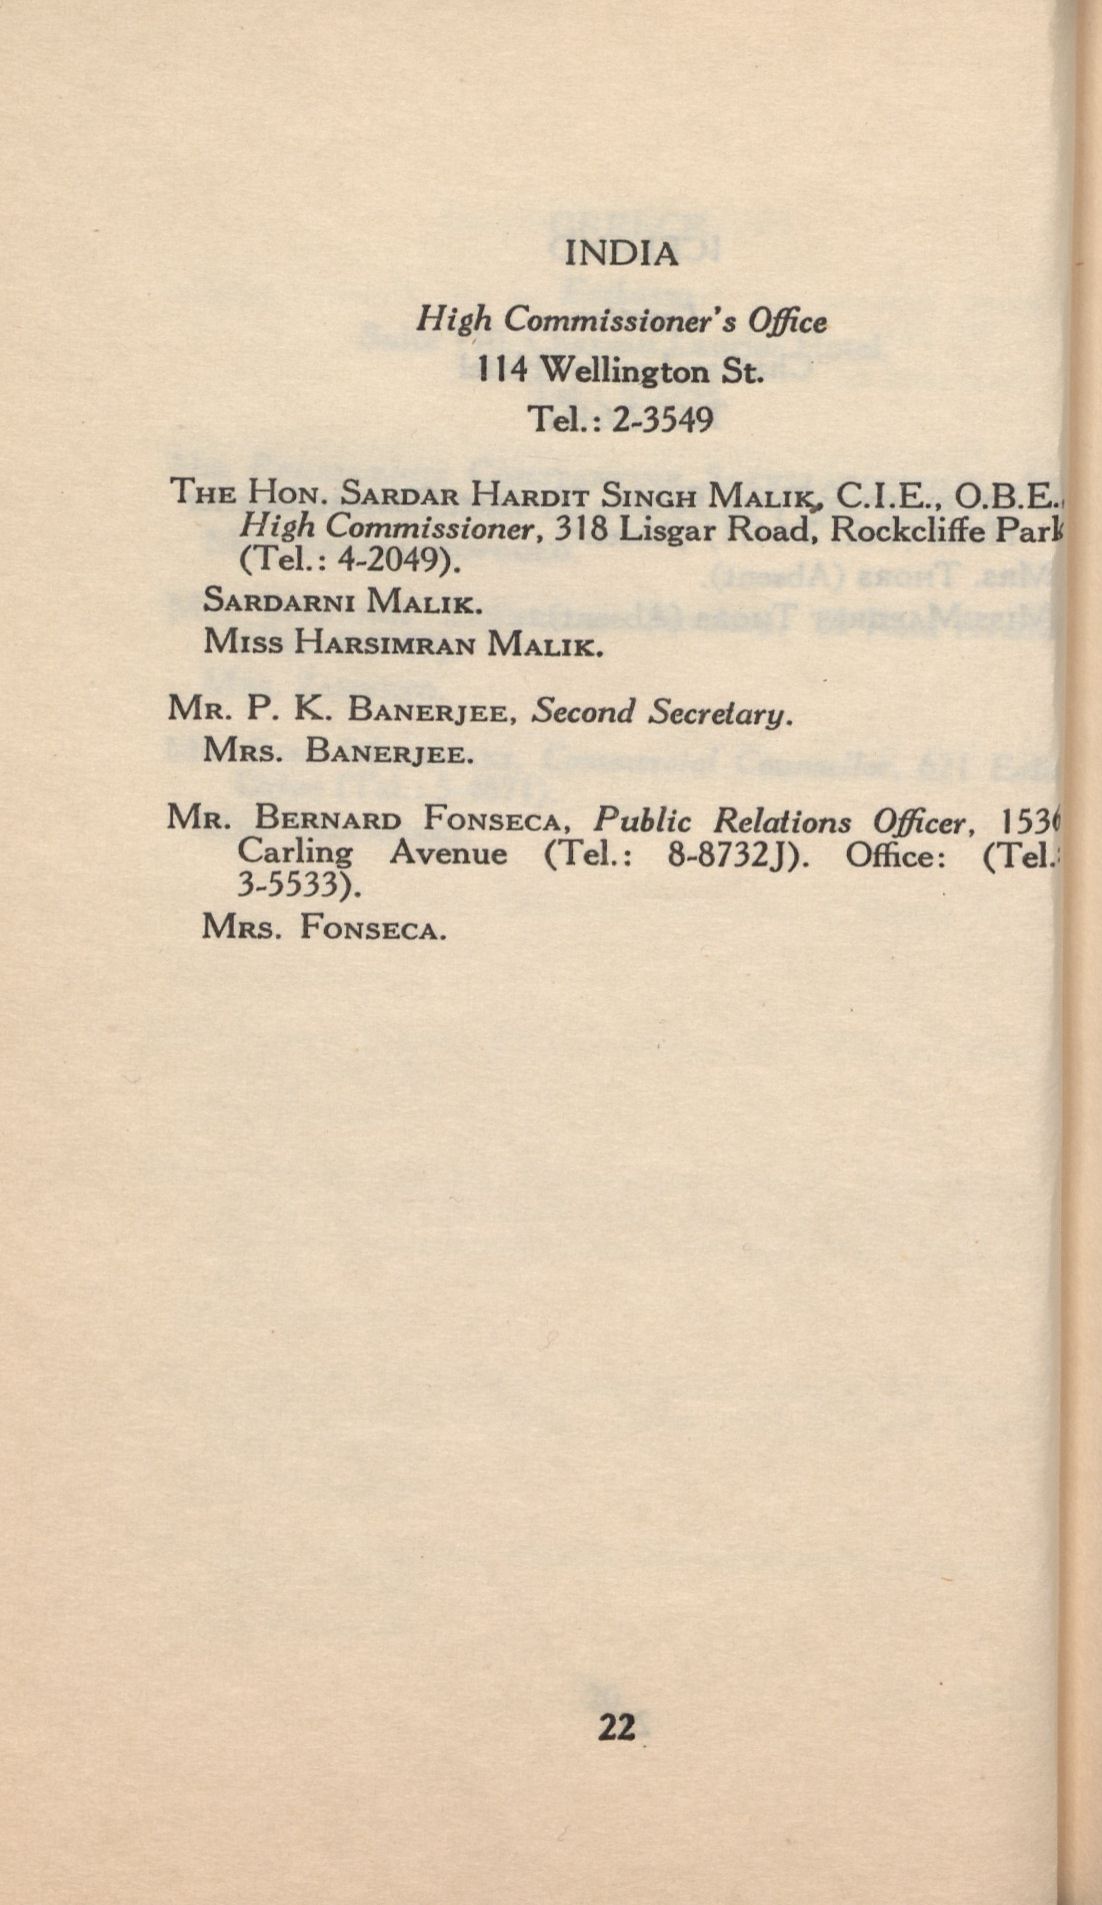 INDIA
High Commissioner's Office
114 Wellington St.
Tel.: 2-3549
THE HON. SARDAR HARDIT SINGH MALIK, C.I.E., O.B.E.,
High Commissioner, 318 Lisgar Road, Rockcliffe Park
(Tel.: 4-2049).
SARDARNI MALIK.
MISS HARSIMRAN MALIK.
MR. P. K. BANERJEE, Second Secretary.
MRS. BANERJEE.
MR. BERNARD FONSECA, Public Relations Officer, 1536
Carling Avenue (Tel.: 8-8732J). Office: (Tel.:
3-5533).
MRS. FONSECA.
22